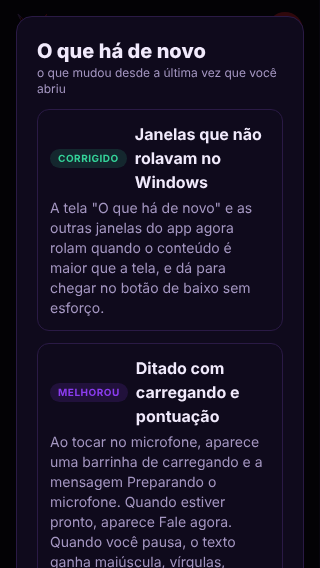 O que há de novo
o que mudou desde a última vez que você
abriu
CORRIGIDO
Janelas que não
rolavam no
Windows
A tela "O que há de novo" e as
outras janelas do app agora
rolam quando o conteúdo é
maior que a tela, e dá para
chegar no botão de baixo sem
esforço.
MELHOROU
Ditado com
carregando e
pontuação
Ao tocar no microfone, aparece
uma barrinha de carregando e a
mensagem Preparando o
microfone. Quando estiver
pronto, aparece Fale agora.
Quando você pausa, o texto
ganha maiúscula, vírgulas,